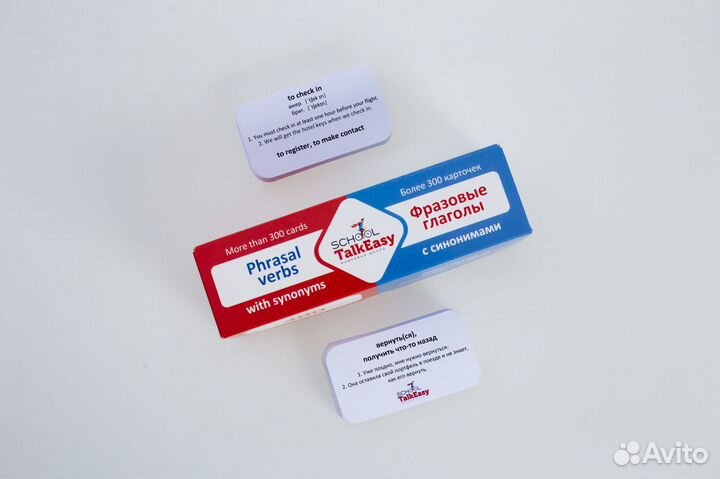 to check in
амер. [ˈtʃek ɪn]
брит. [ˈtʃekɪn]
1. You must check in at least one hour before your flight.
2. We will get the hotel keys when we check in.
to register, to make contact
More than 300 cards
Phrasal
verbs
with synonyms
SCHOOL
TalkEasy
языковая школа
Более 300 карточек
Фразовые
глаголы
с синонимами
вернуть(ся),
получить что-то назад
1. Уже поздно, мне нужно вернуться.
2. Она оставила свой портфель в поезде и не знает,
как его вернуть.
SCHOOL
TalkEasy
Avito